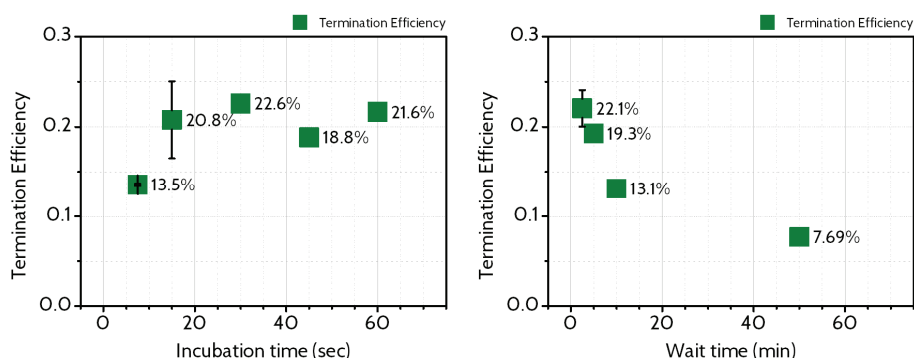 Termination Efficiency
0.3
0.2
0.1
0.0
Termination Efficiency
13.5%
20.8%
22.6%
18.8%
21.6%
0 20 40 60
Incubation time (sec)
Termination Efficiency
0.3
0.2
0.1
0.0
Termination Efficiency
22.1%
19.3%
13.1%
7.69%
0 20 40 60
Wait time (min)